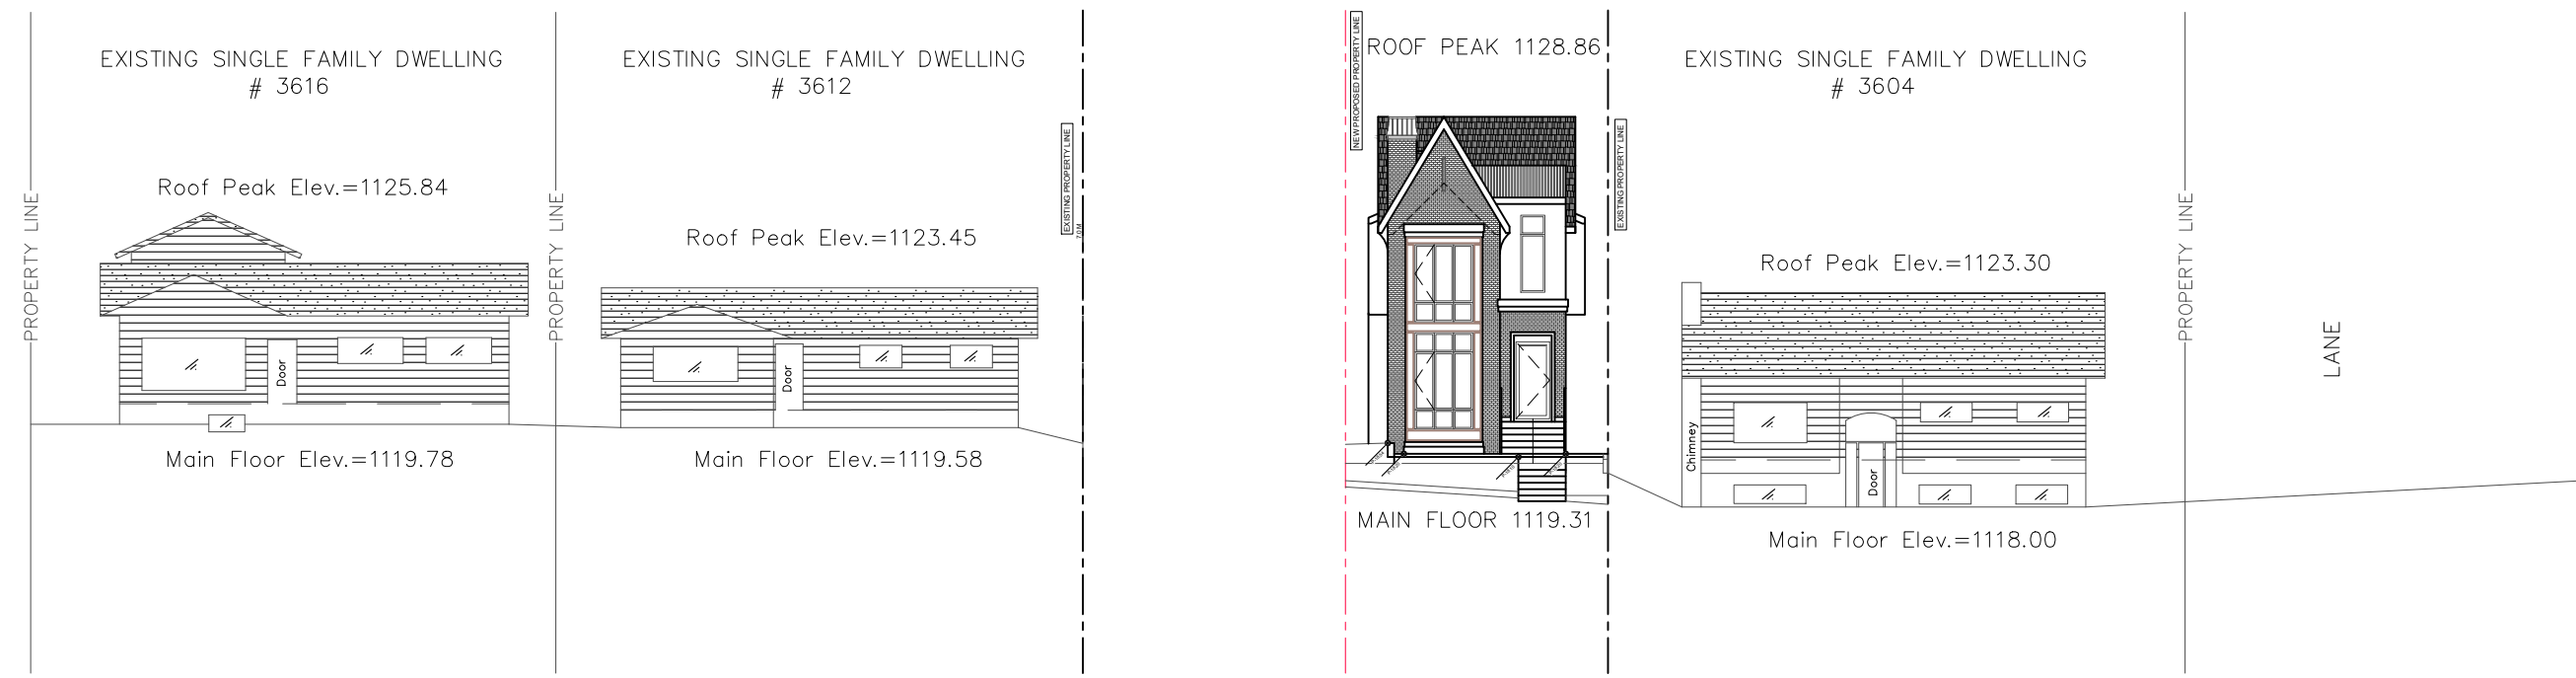 EXISTING SINGLE FAMILY DWELLING
# 3616
Roof Peak Elev.=1125.84
PROPERTY LINE
Door
Main Floor Elev.=1119.78
PROPERTY LINE
EXISTING SINGLE FAMILY DWELLING
# 3612
Roof Peak Elev.=1123.45
Door
Main Floor Elev.=1119.58
EXISTING PROPERTY LINE
NEW PROPOSED PROPERTY LINE
ROOF PEAK 1128.86
MAIN FLOOR 1119.31
EXISTING PROPERTY LINE
EXISTING SINGLE FAMILY DWELLING
# 3604
Roof Peak Elev.=1123.30
Chimney
Door
Main Floor Elev.=1118.00
PROPERTY LINE
LANE